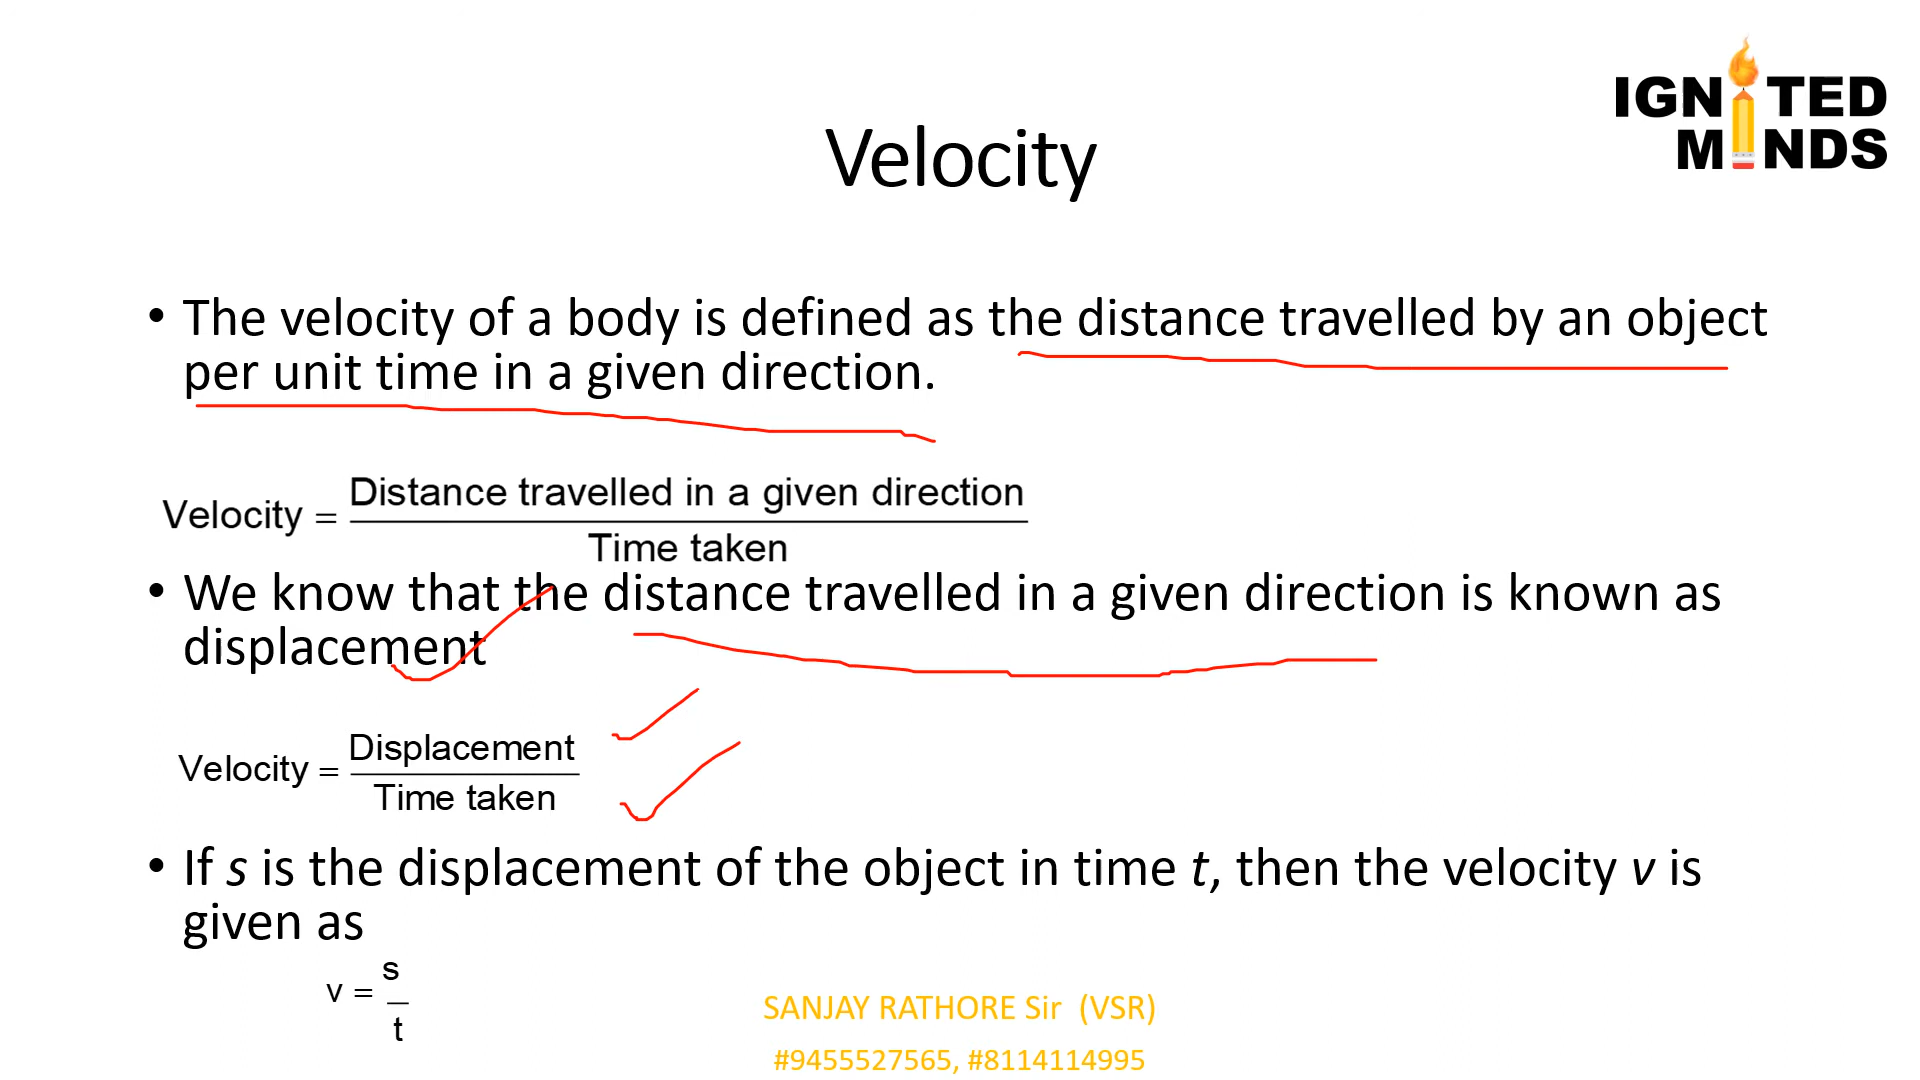 IGNITED
MINDS
Velocity
• The velocity of a body is defined as the distance travelled by an object
per unit time in a given direction.
Velocity = Distance travelled in a given direction
Time taken
• We know that the distance travelled in a given direction is known as
displacement
Velocity = Displacement
Time taken
• If s is the displacement of the object in time t, then the velocity v is
given as
v = s
t
SANJAY RATHORE Sir (VSR)
#9455527565, #8114114995